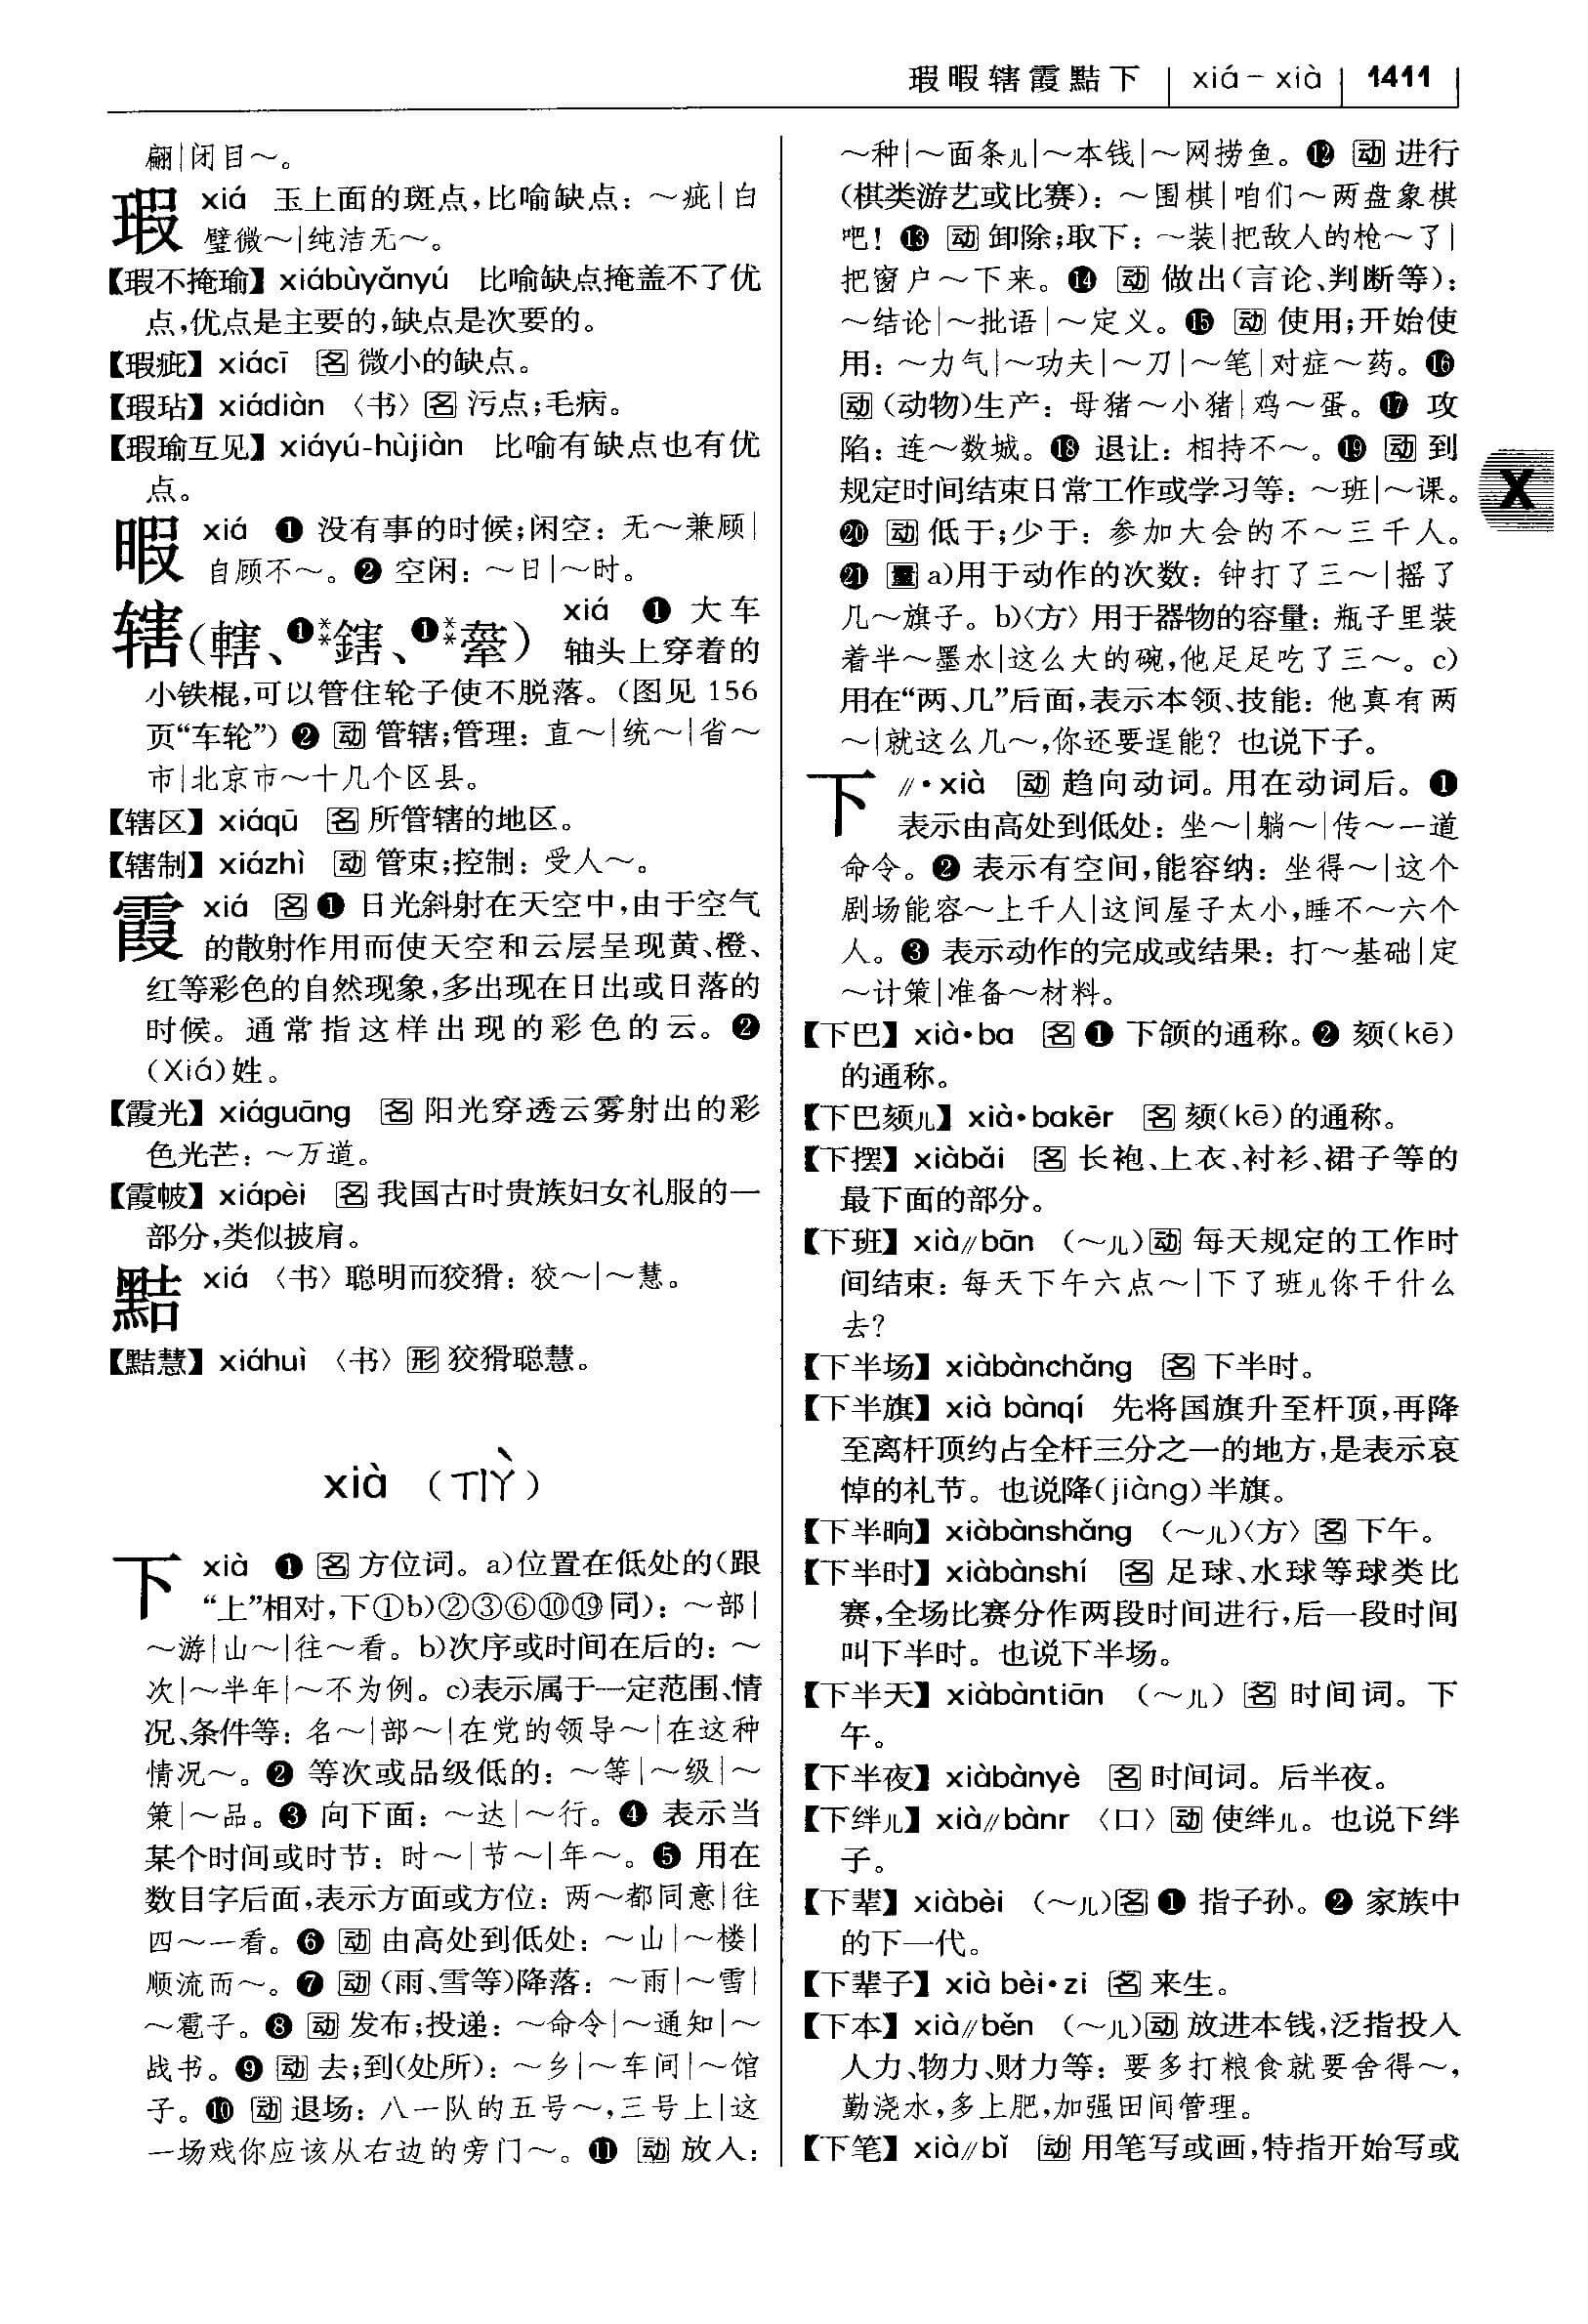 瑕暇辖霞黠下 xiá－xià 1411
翩|闭目～。
瑕 xiá 玉上面的斑点,比喻缺点：～疵|白
璧微～|纯洁无～。
【瑕不掩瑜】xiábùyǎnyú 比喻缺点掩盖不了优
点,优点是主要的,缺点是次要的。
【瑕疵】xiácī 名 微小的缺点。
【瑕玷】xiádiàn 〈书〉名 污点;毛病。
【瑕瑜互见】xiáyú-hùjiàn 比喻有缺点也有优
点。
暇 xiá ❶ 没有事的时候;闲空：无～兼顾|
自顾不～。❷ 空闲：～日|～时。
辖(轄、❶**鎋、❶**舝) xiá ❶ 大车
轴头上穿着的
小铁棍,可以管住轮子使不脱落。(图见 156
页“车轮”) ❷ 动 管辖;管理：直～|统～|省～
市|北京市～十几个区县。
【辖区】xiáqū 名 所管辖的地区。
【辖制】xiázhì 动 管束;控制：受人～。
霞 xiá 名 ❶ 日光斜射在天空中,由于空气
的散射作用而使天空和云层呈现黄、橙、
红等彩色的自然现象,多出现在日出或日落的
时候。通常指这样出现的彩色的云。❷
(Xiá)姓。
【霞光】xiáguāng 名 阳光穿透云雾射出的彩
色光芒：～万道。
【霞帔】xiápèi 名 我国古时贵族妇女礼服的一
部分,类似披肩。
黠 xiá 〈书〉聪明而狡猾：狡～|～慧。
【黠慧】xiáhuì 〈书〉形 狡猾聪慧。
xià （ㄒㄧㄚˋ）
下 xià ❶ 名 方位词。a)位置在低处的(跟
“上”相对,下①b)②③⑥⑩⑲同)：～部|
～游|山～|往～看。b)次序或时间在后的：～
次|～半年|～不为例。c)表示属于一定范围、情
况、条件等：名～|部～|在党的领导～|在这种
情况～。❷ 等次或品级低的：～等|～级|～
策|～品。❸ 向下面：～达|～行。❹ 表示当
某个时间或时节：时～|节～|年～。❺ 用在
数目字后面,表示方面或方位：两～都同意|往
四～一看。❻ 动 由高处到低处：～山|～楼|
顺流而～。❼ 动 (雨、雪等)降落：～雨|～雪|
～雹子。❽ 动 发布;投递：～命令|～通知|～
战书。❾ 动 去;到(处所)：～乡|～车间|～馆
子。❿ 动 退场：八一队的五号～,三号上|这
一场戏你应该从右边的旁门～。⓫ 动 放入：
～种|～面条儿|～本钱|～网捞鱼。⓬ 动 进行
(棋类游艺或比赛)：～围棋|咱们～两盘象棋
吧！⓭ 动 卸除;取下：～装|把敌人的枪～了|
把窗户～下来。⓮ 动 做出(言论、判断等)：
～结论|～批语|～定义。⓯ 动 使用;开始使
用：～力气|～功夫|～刀|～笔|对症～药。⓰
动 (动物)生产：母猪～小猪|鸡～蛋。⓱ 攻
陷：连～数城。⓲ 退让：相持不～。⓳ 动 到
规定时间结束日常工作或学习等：～班|～课。
⓴ 动 低于;少于：参加大会的不～三千人。
㉑ 量 a)用于动作的次数：钟打了三～|摇了
几～旗子。b)〈方〉用于器物的容量：瓶子里装
着半～墨水|这么大的碗,他足足吃了三～。c)
用在“两、几”后面,表示本领、技能：他真有两
～|就这么几～,你还要逞能？也说下子。
下 //•xià 动 趋向动词。用在动词后。❶
表示由高处到低处：坐～|躺～|传～一道
命令。❷ 表示有空间,能容纳：坐得～|这个
剧场能容～上千人|这间屋子太小,睡不～六个
人。❸ 表示动作的完成或结果：打～基础|定
～计策|准备～材料。
【下巴】xià•ba 名 ❶ 下颌的通称。❷ 颏(kē)
的通称。
【下巴颏儿】xià•bakēr 名 颏(kē)的通称。
【下摆】xiàbǎi 名 长袍、上衣、衬衫、裙子等的
最下面的部分。
【下班】xià//bān (～儿)动 每天规定的工作时
间结束：每天下午六点～|下了班儿你干什么
去？
【下半场】xiàbànchǎng 名 下半时。
【下半旗】xià bànqí 先将国旗升至杆顶,再降
至离杆顶约占全杆三分之一的地方,是表示哀
悼的礼节。也说降(jiàng)半旗。
【下半晌】xiàbànshǎng (～儿)〈方〉名 下午。
【下半时】xiàbànshí 名 足球、水球等球类比
赛,全场比赛分作两段时间进行,后一段时间
叫下半时。也说下半场。
【下半天】xiàbàntiān (～儿) 名 时间词。下
午。
【下半夜】xiàbànyè 名 时间词。后半夜。
【下绊儿】xià//bànr 〈口〉动 使绊儿。也说下绊
子。
【下辈】xiàbèi (～儿)名 ❶ 指子孙。❷ 家族中
的下一代。
【下辈子】xià bèi•zi 名 来生。
【下本】xià//běn (～儿)动 放进本钱,泛指投入
人力、物力、财力等：要多打粮食就要舍得～,
勤浇水,多上肥,加强田间管理。
【下笔】xià//bǐ 动 用笔写或画,特指开始写或
X